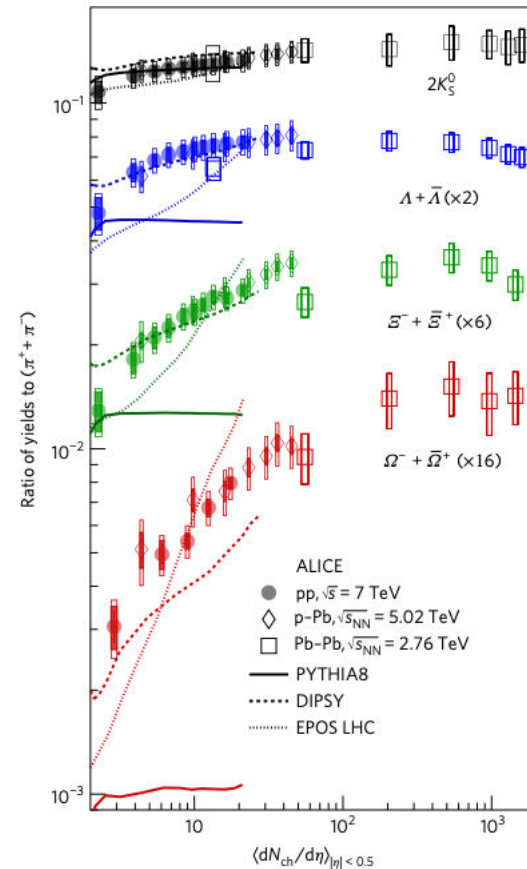 Ratio of yields to (π⁺ + π⁻)
10⁻¹
10⁻²
10⁻³
2K⁰S
Λ + Λ̅ (×2)
Ξ⁻ + Ξ̅⁺ (×6)
Ω⁻ + Ω̅⁺ (×16)
ALICE
pp, √s = 7 TeV
p–Pb, √sNN = 5.02 TeV
Pb–Pb, √sNN = 2.76 TeV
PYTHIA8
DIPSY
EPOS LHC
10
10²
10³
⟨dNch/dη⟩|η| < 0.5